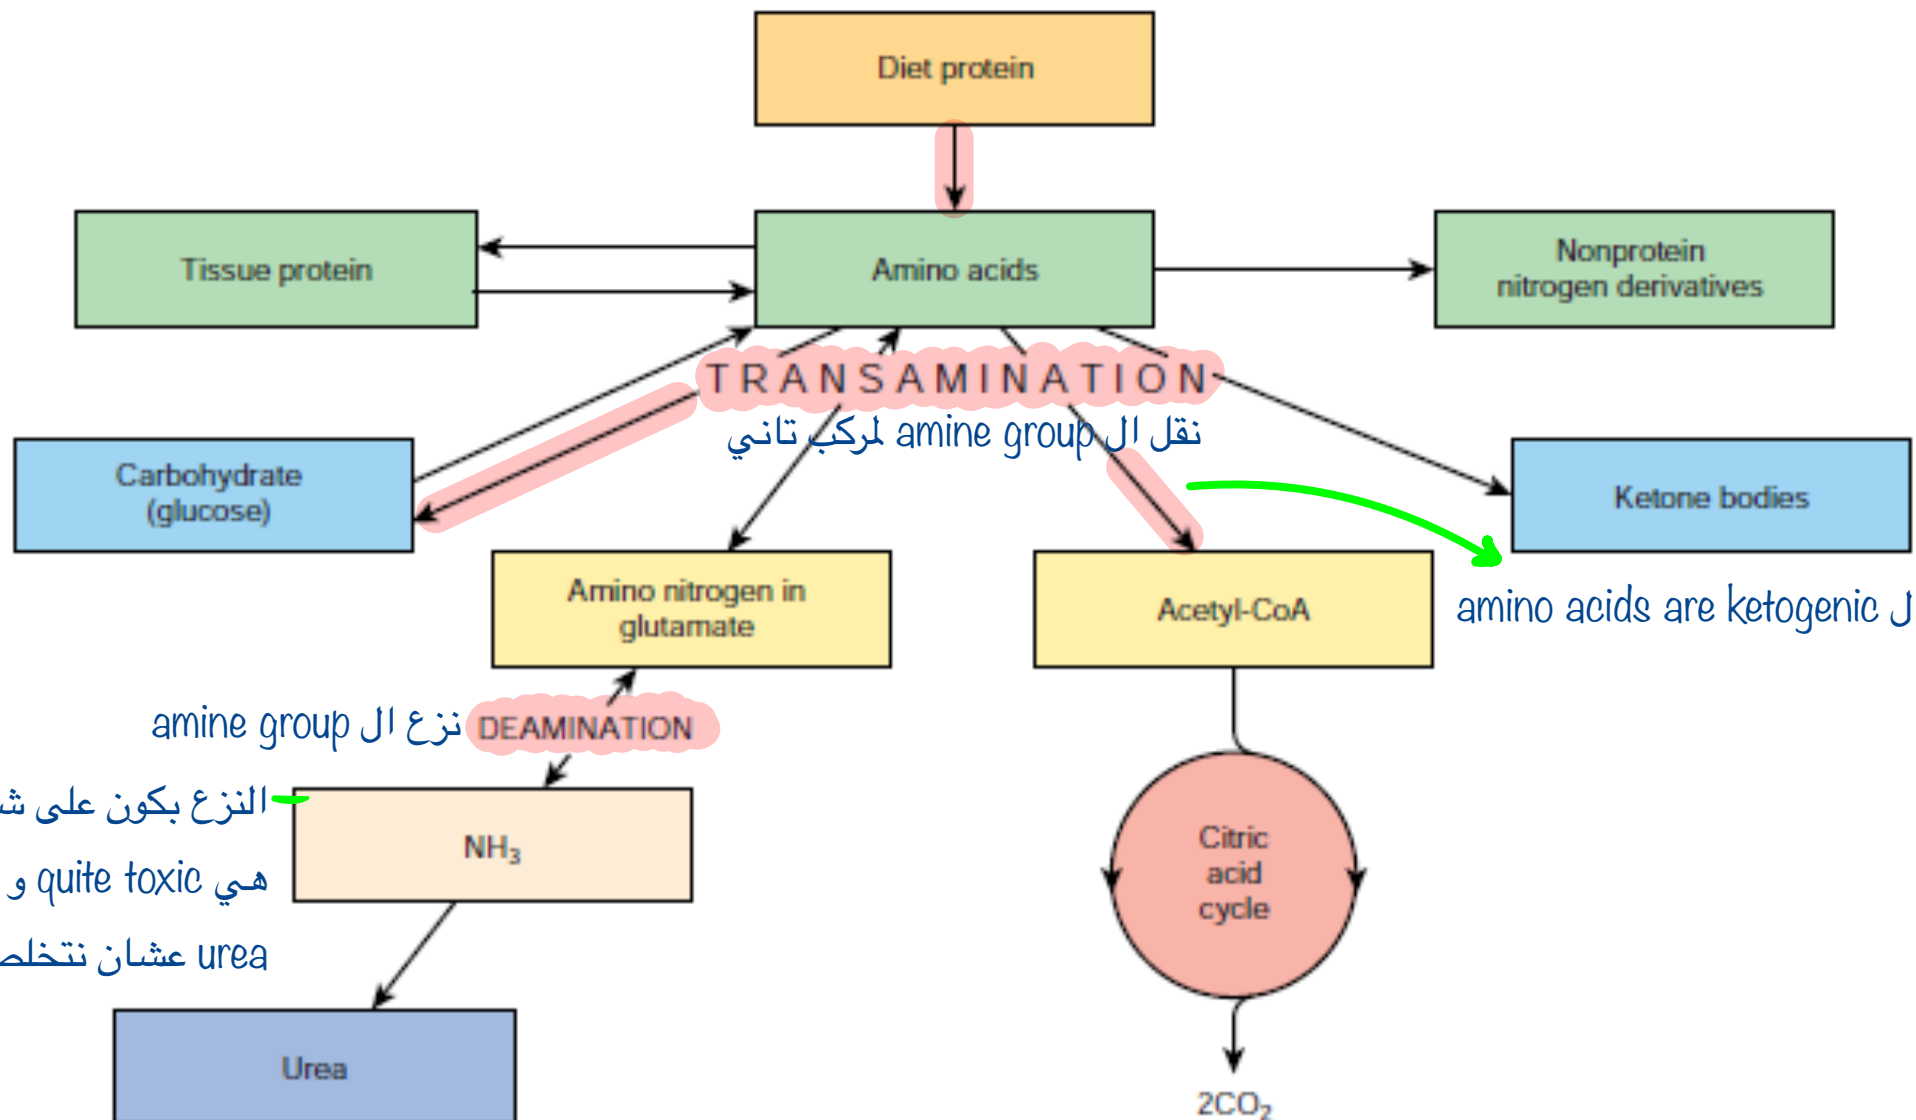 Diet protein
Tissue protein
Amino acids
Nonprotein
nitrogen derivatives
TRANSAMINATION
نقل ال amine group لمركب تاني
Carbohydrate
(glucose)
Ketone bodies
Amino nitrogen in
glutamate
Acetyl-CoA
ل amino acids are ketogenic
نزع ال amine group
DEAMINATION
النزع بكون على
NH₃
هي quite toxic و
urea عشان
Citric
acid
cycle
Urea
2CO₂